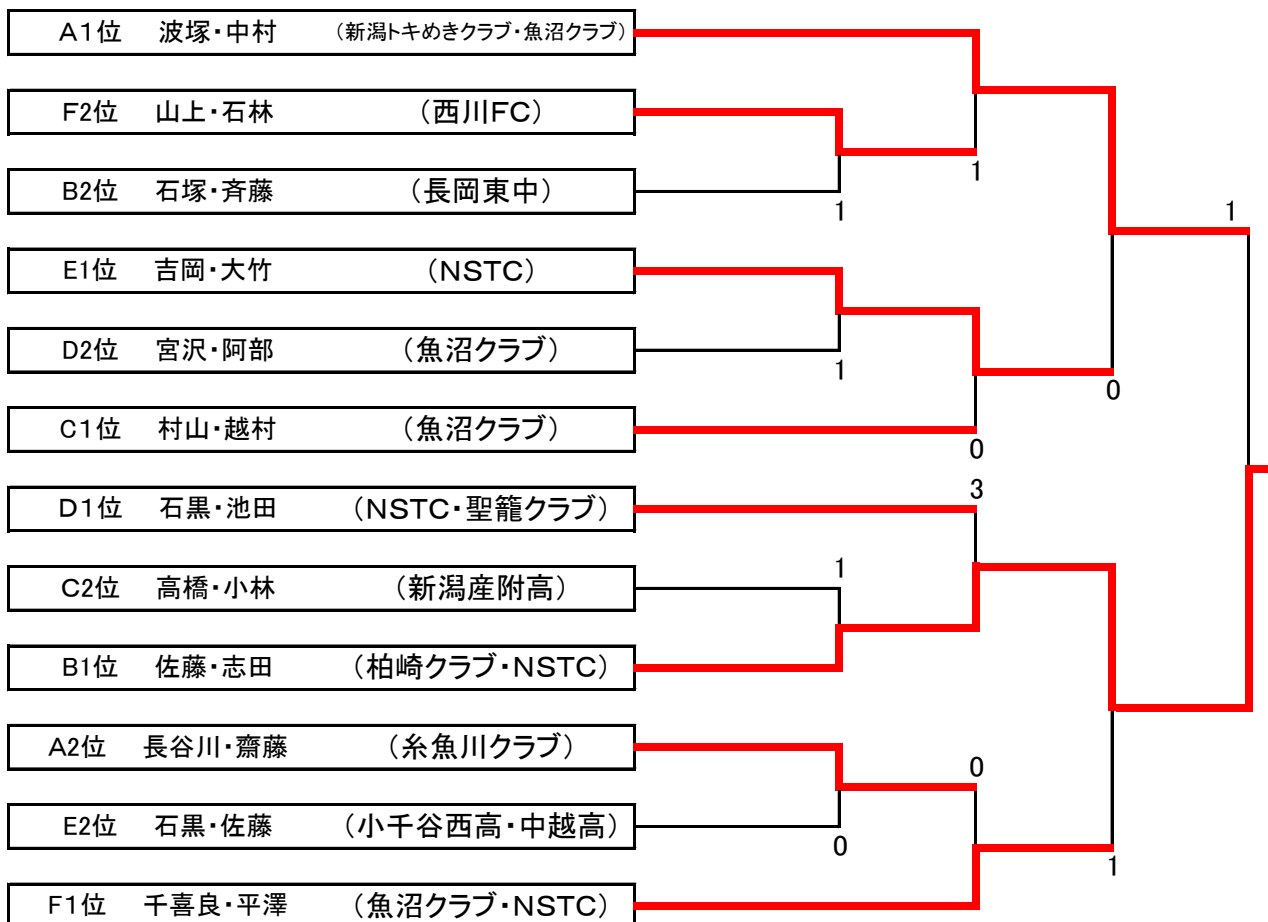 A1位 波塚・中村 (新潟トキめきクラブ・魚沼クラブ)
F2位 山上・石林 (西川FC)
1
B2位 石塚・斉藤 (長岡東中)
1
1
E1位 吉岡・大竹 (NSTC)
D2位 宮沢・阿部 (魚沼クラブ)
1
0
C1位 村山・越村 (魚沼クラブ)
0
D1位 石黒・池田 (NSTC・聖籠クラブ)
3
C2位 高橋・小林 (新潟産附高)
1
B1位 佐藤・志田 (柏崎クラブ・NSTC)
A2位 長谷川・齋藤 (糸魚川クラブ)
0
E2位 石黒・佐藤 (小千谷西高・中越高)
0
1
F1位 千喜良・平澤 (魚沼クラブ・NSTC)